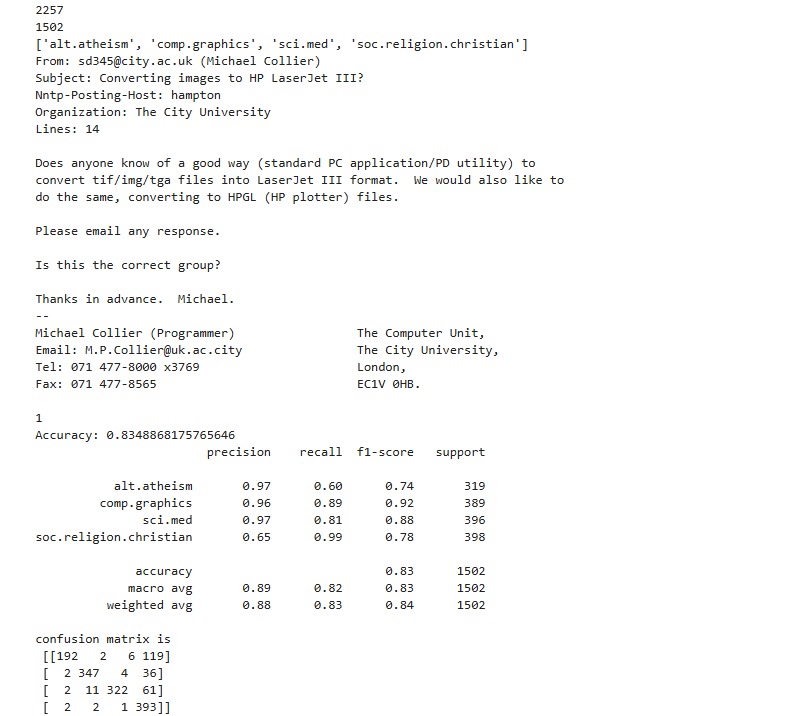 2257
1502
['alt.atheism', 'comp.graphics', 'sci.med', 'soc.religion.christian']
From: sd345@city.ac.uk (Michael Collier)
Subject: Converting images to HP LaserJet III?
Nntp-Posting-Host: hampton
Organization: The City University
Lines: 14

Does anyone know of a good way (standard PC application/PD utility) to
convert tif/img/tga files into LaserJet III format.  We would also like to
do the same, converting to HPGL (HP plotter) files.

Please email any response.

Is this the correct group?

Thanks in advance.  Michael.
--
Michael Collier (Programmer)                 The Computer Unit,
Email: M.P.Collier@uk.ac.city                The City University,
Tel: 071 477-8000 x3769                      London,
Fax: 071 477-8565                            EC1V 0HB.

1
Accuracy: 0.8348868175765646
                        precision    recall  f1-score   support

           alt.atheism       0.97      0.60      0.74       319
         comp.graphics       0.96      0.89      0.92       389
               sci.med       0.97      0.81      0.88       396
soc.religion.christian       0.65      0.99      0.78       398

              accuracy                           0.83      1502
             macro avg       0.89      0.82      0.83      1502
          weighted avg       0.88      0.83      0.84      1502

confusion matrix is
 [[192   2   6 119]
 [  2 347   4  36]
 [  2  11 322  61]
 [  2   2   1 393]]